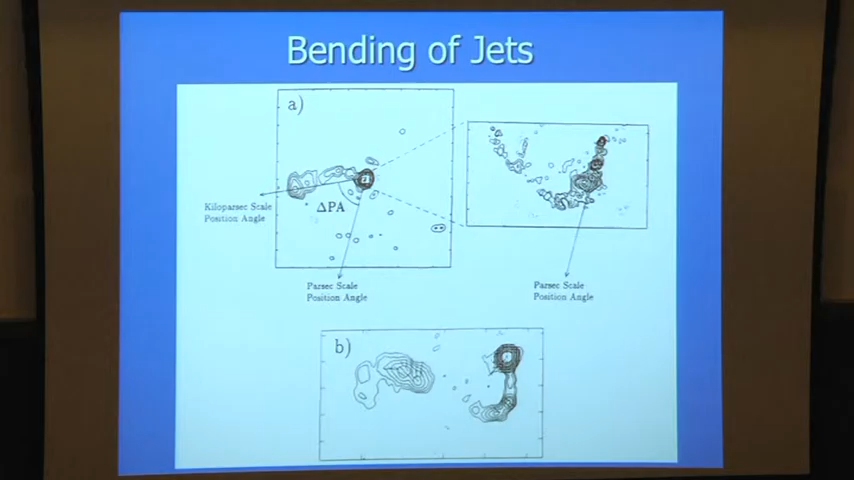 Bending of Jets
a)
Kiloparsec Scale
Position Angle
ΔPA
Parsec Scale
Position Angle
Parsec Scale
Position Angle
b)